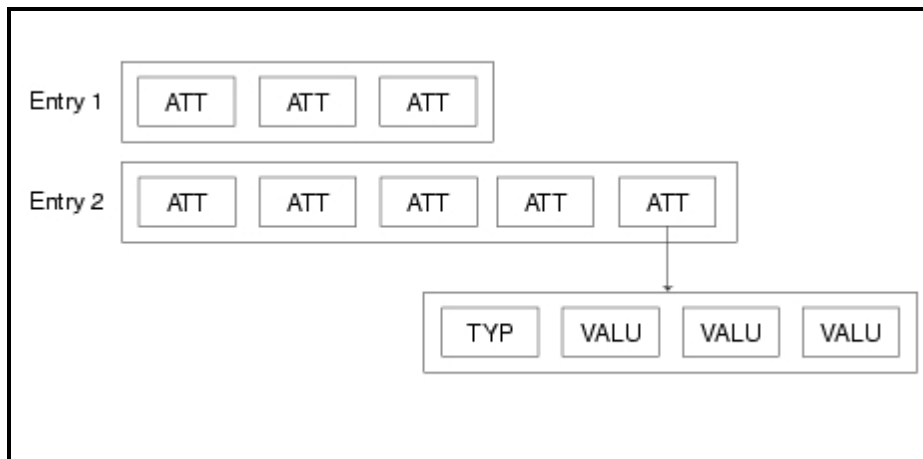 Entry 1 ATT ATT ATT
Entry 2 ATT ATT ATT ATT ATT
TYP VALU VALU VALU